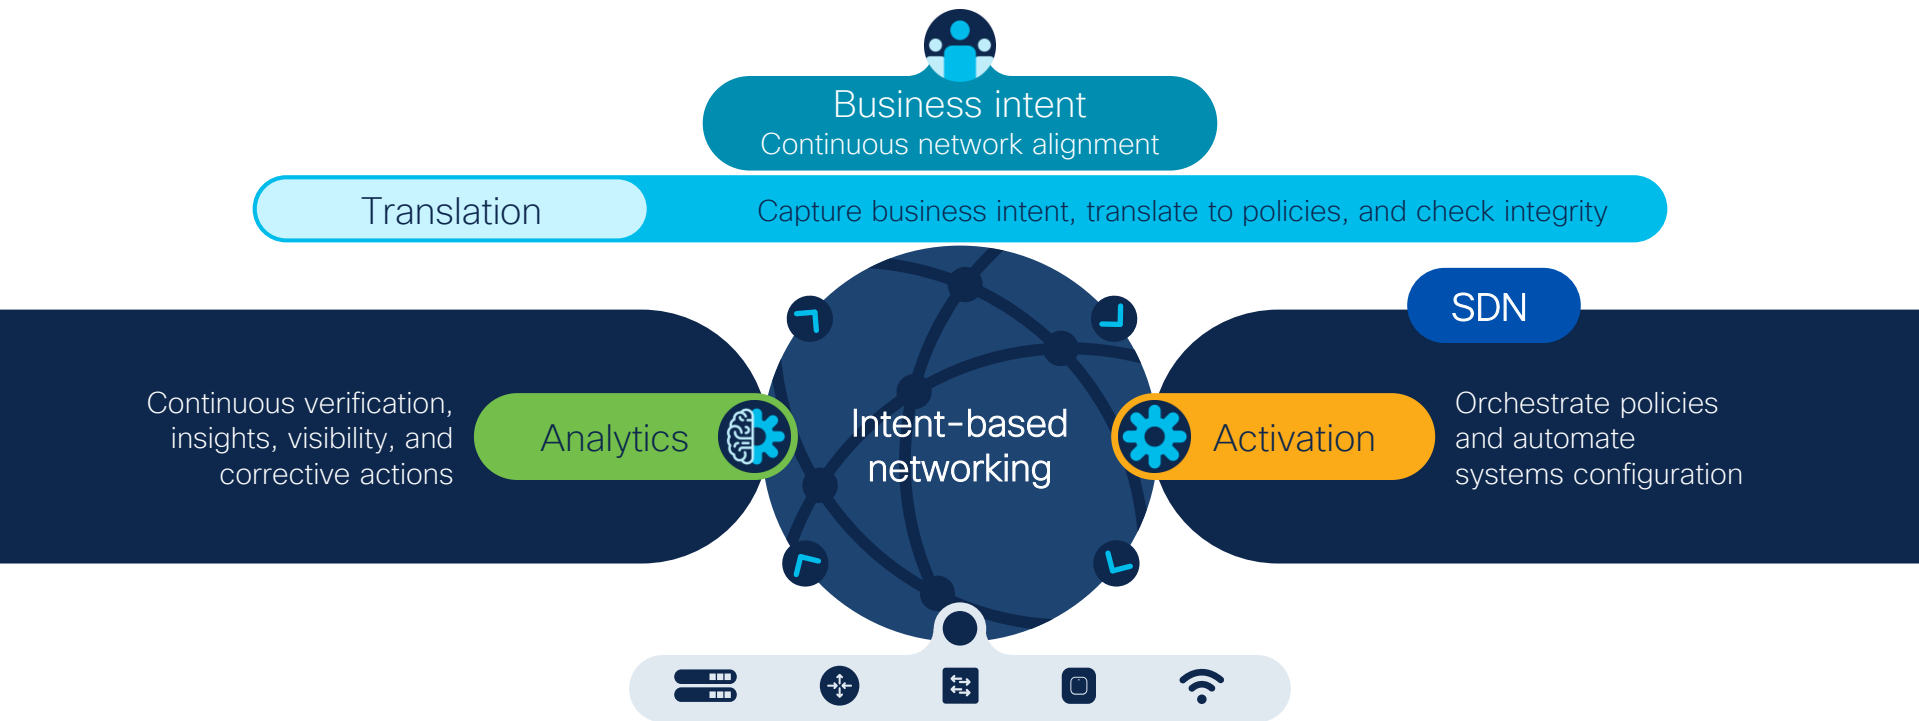 Business intent
Continuous network alignment
Translation
Capture business intent, translate to policies, and check integrity
SDN
Continuous verification,
insights, visibility, and
corrective actions
Analytics
Intent-based
networking
Activation
Orchestrate policies
and automate
systems configuration